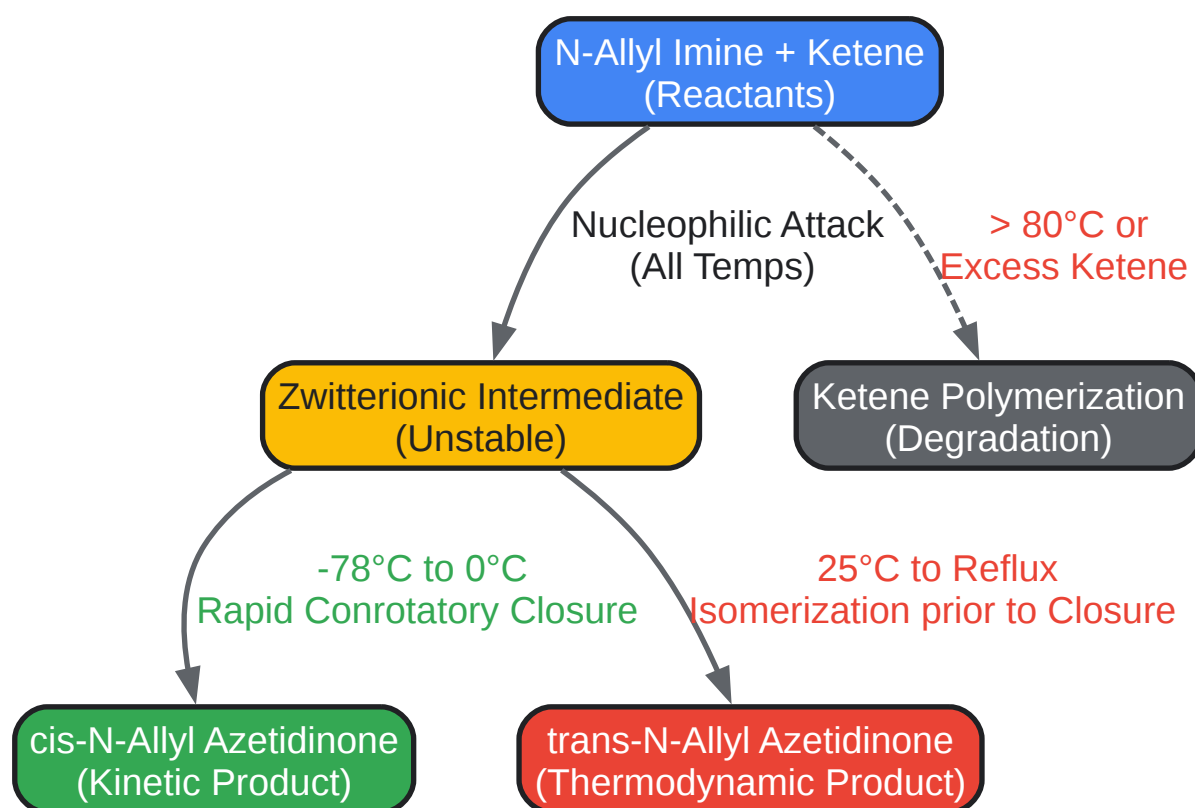 N-Allyl Imine + Ketene
(Reactants)
Nucleophilic Attack
(All Temps)
> 80°C or
Excess Ketene
Zwitterionic Intermediate
(Unstable)
Ketene Polymerization
(Degradation)
-78°C to 0°C
Rapid Conrotatory Closure
25°C to Reflux
Isomerization prior to Closure
cis-N-Allyl Azetidinone
(Kinetic Product)
trans-N-Allyl Azetidinone
(Thermodynamic Product)